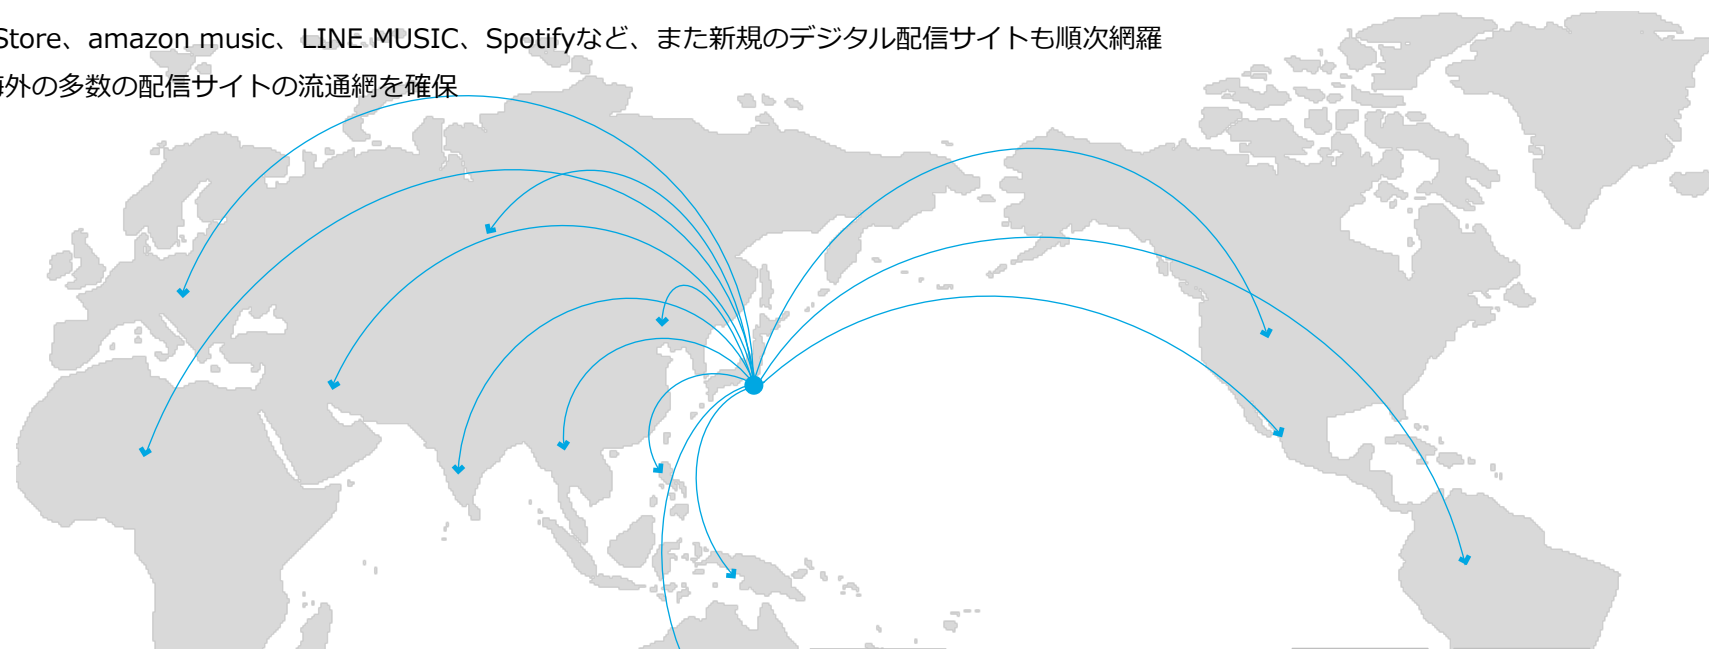 Store、amazon music、LINE MUSIC、Spotifyなど、また新規のデジタル配信サイトも順次網羅
外の多数の配信サイトの流通網を確保